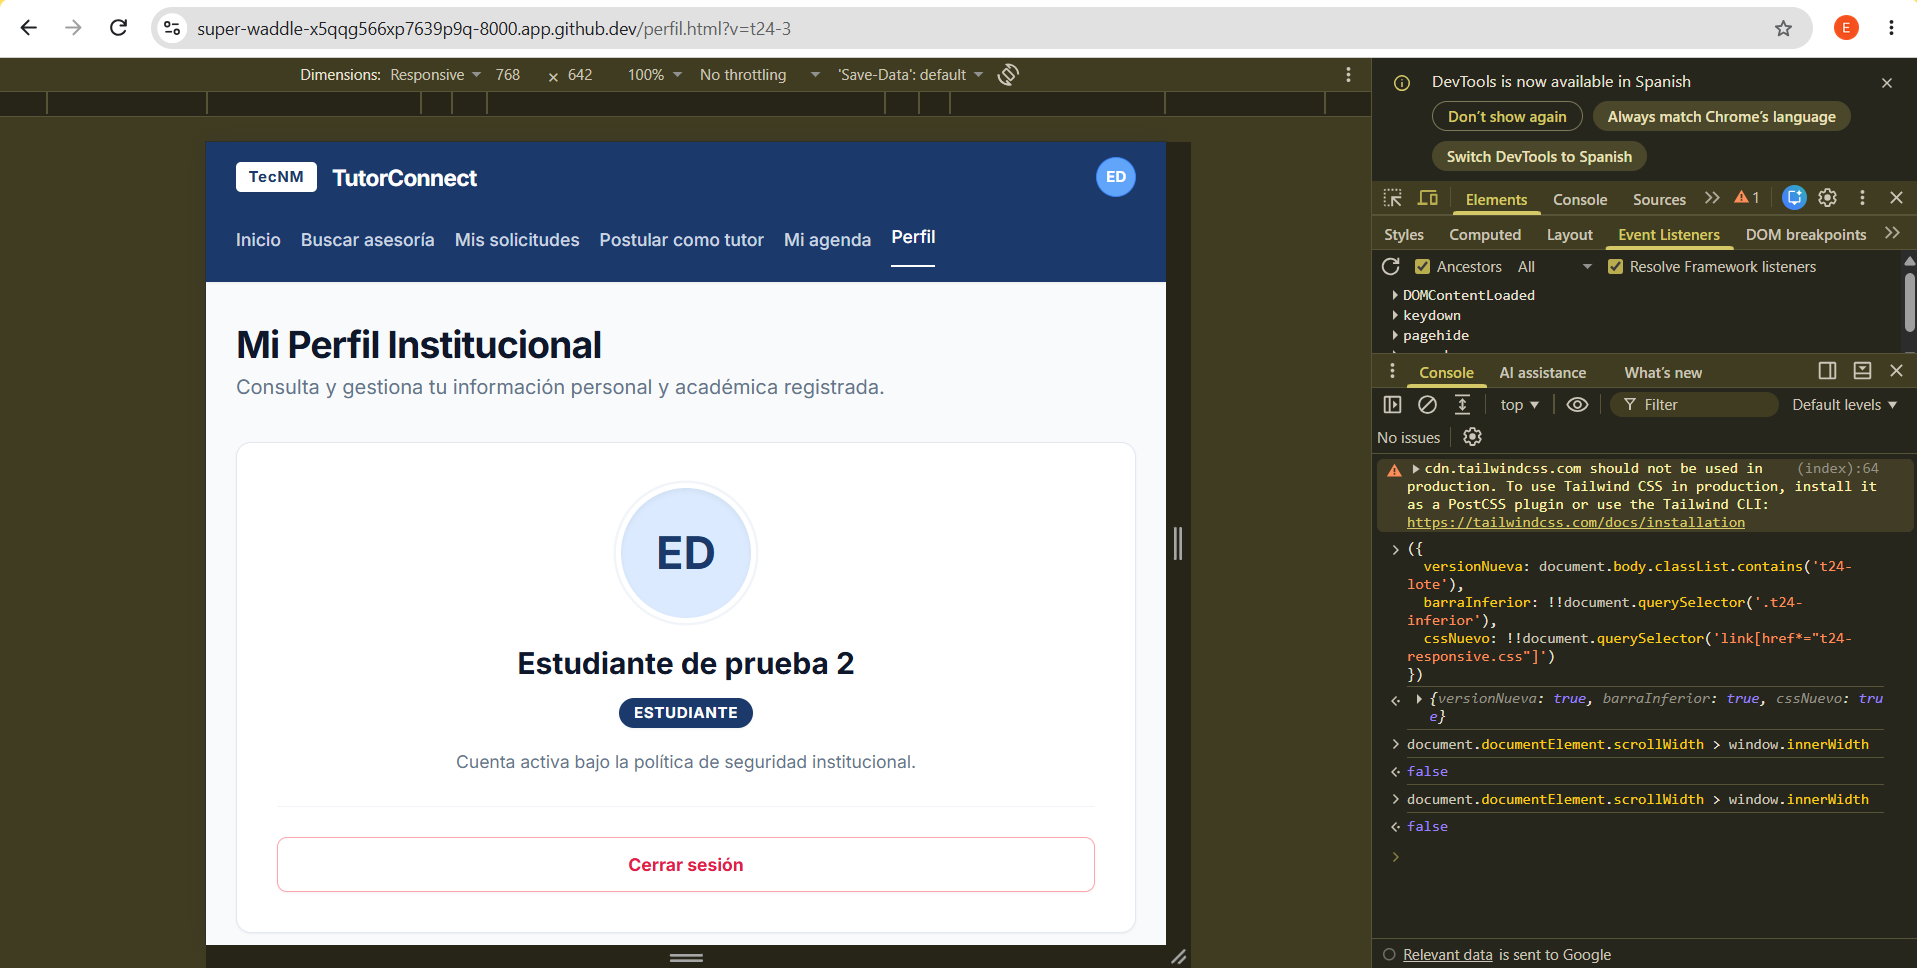 super-waddle-x5qqg566xp7639p9q-8000.app.github.dev/perfil.html?v=t24-3
E
Dimensions: Responsive 768 × 642 100% No throttling 'Save-Data': default
TecNM TutorConnect ED
Inicio Buscar asesoría Mis solicitudes Postular como tutor Mi agenda Perfil
Mi Perfil Institucional
Consulta y gestiona tu información personal y académica registrada.
ED
Estudiante de prueba 2
ESTUDIANTE
Cuenta activa bajo la política de seguridad institucional.
Cerrar sesión
DevTools is now available in Spanish
Don't show again Always match Chrome's language
Switch DevTools to Spanish
Elements Console Sources 1
Styles Computed Layout Event Listeners DOM breakpoints
Ancestors All Resolve Framework listeners
DOMContentLoaded
keydown
pagehide
Console AI assistance What's new
top Filter Default levels
No issues
cdn.tailwindcss.com should not be used in (index):64
production. To use Tailwind CSS in production, install it
as a PostCSS plugin or use the Tailwind CLI:
https://tailwindcss.com/docs/installation
({
versionNueva: document.body.classList.contains('t24-
lote'),
barraInferior: !!document.querySelector('.t24-
inferior'),
cssNuevo: !!document.querySelector('link[href*="t24-
responsive.css"]')
})
{versionNueva: true, barraInferior: true, cssNuevo: tru
e}
document.documentElement.scrollWidth > window.innerWidth
false
document.documentElement.scrollWidth > window.innerWidth
false
Relevant data is sent to Google